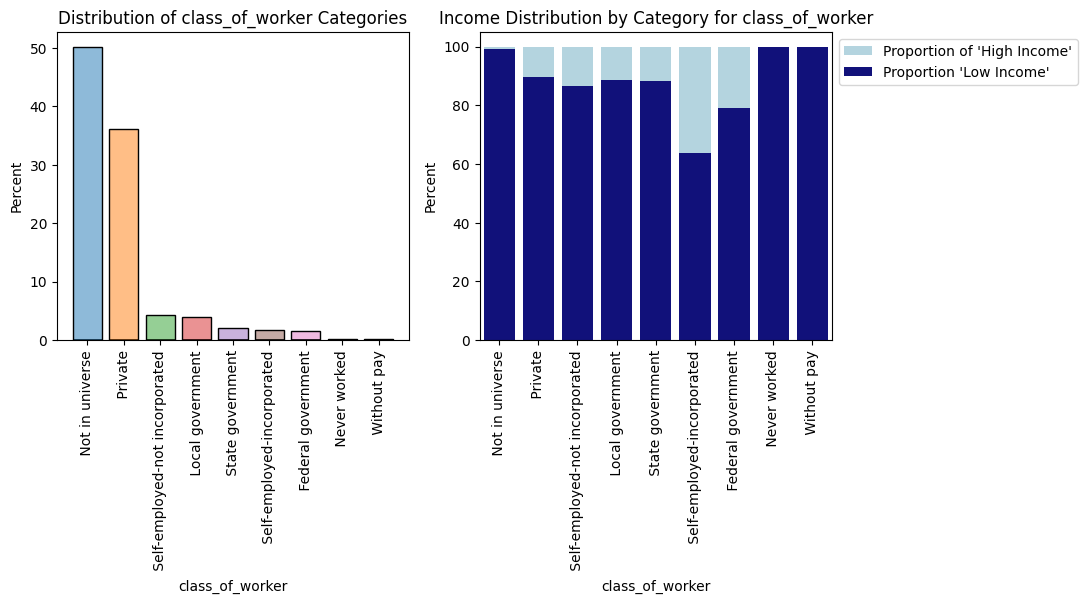 Distribution of class_of_worker Categories
Percent
50
40
30
20
10
0
Not in universe
Private
Self-employed-not incorporated
Local government
State government
Self-employed-incorporated
Federal government
Never worked
Without pay
class_of_worker
Income Distribution by Category for class_of_worker
Percent
100
80
60
40
20
0
Not in universe
Private
Self-employed-not incorporated
Local government
State government
Self-employed-incorporated
Federal government
Never worked
Without pay
class_of_worker
Proportion of 'High Income'
Proportion 'Low Income'